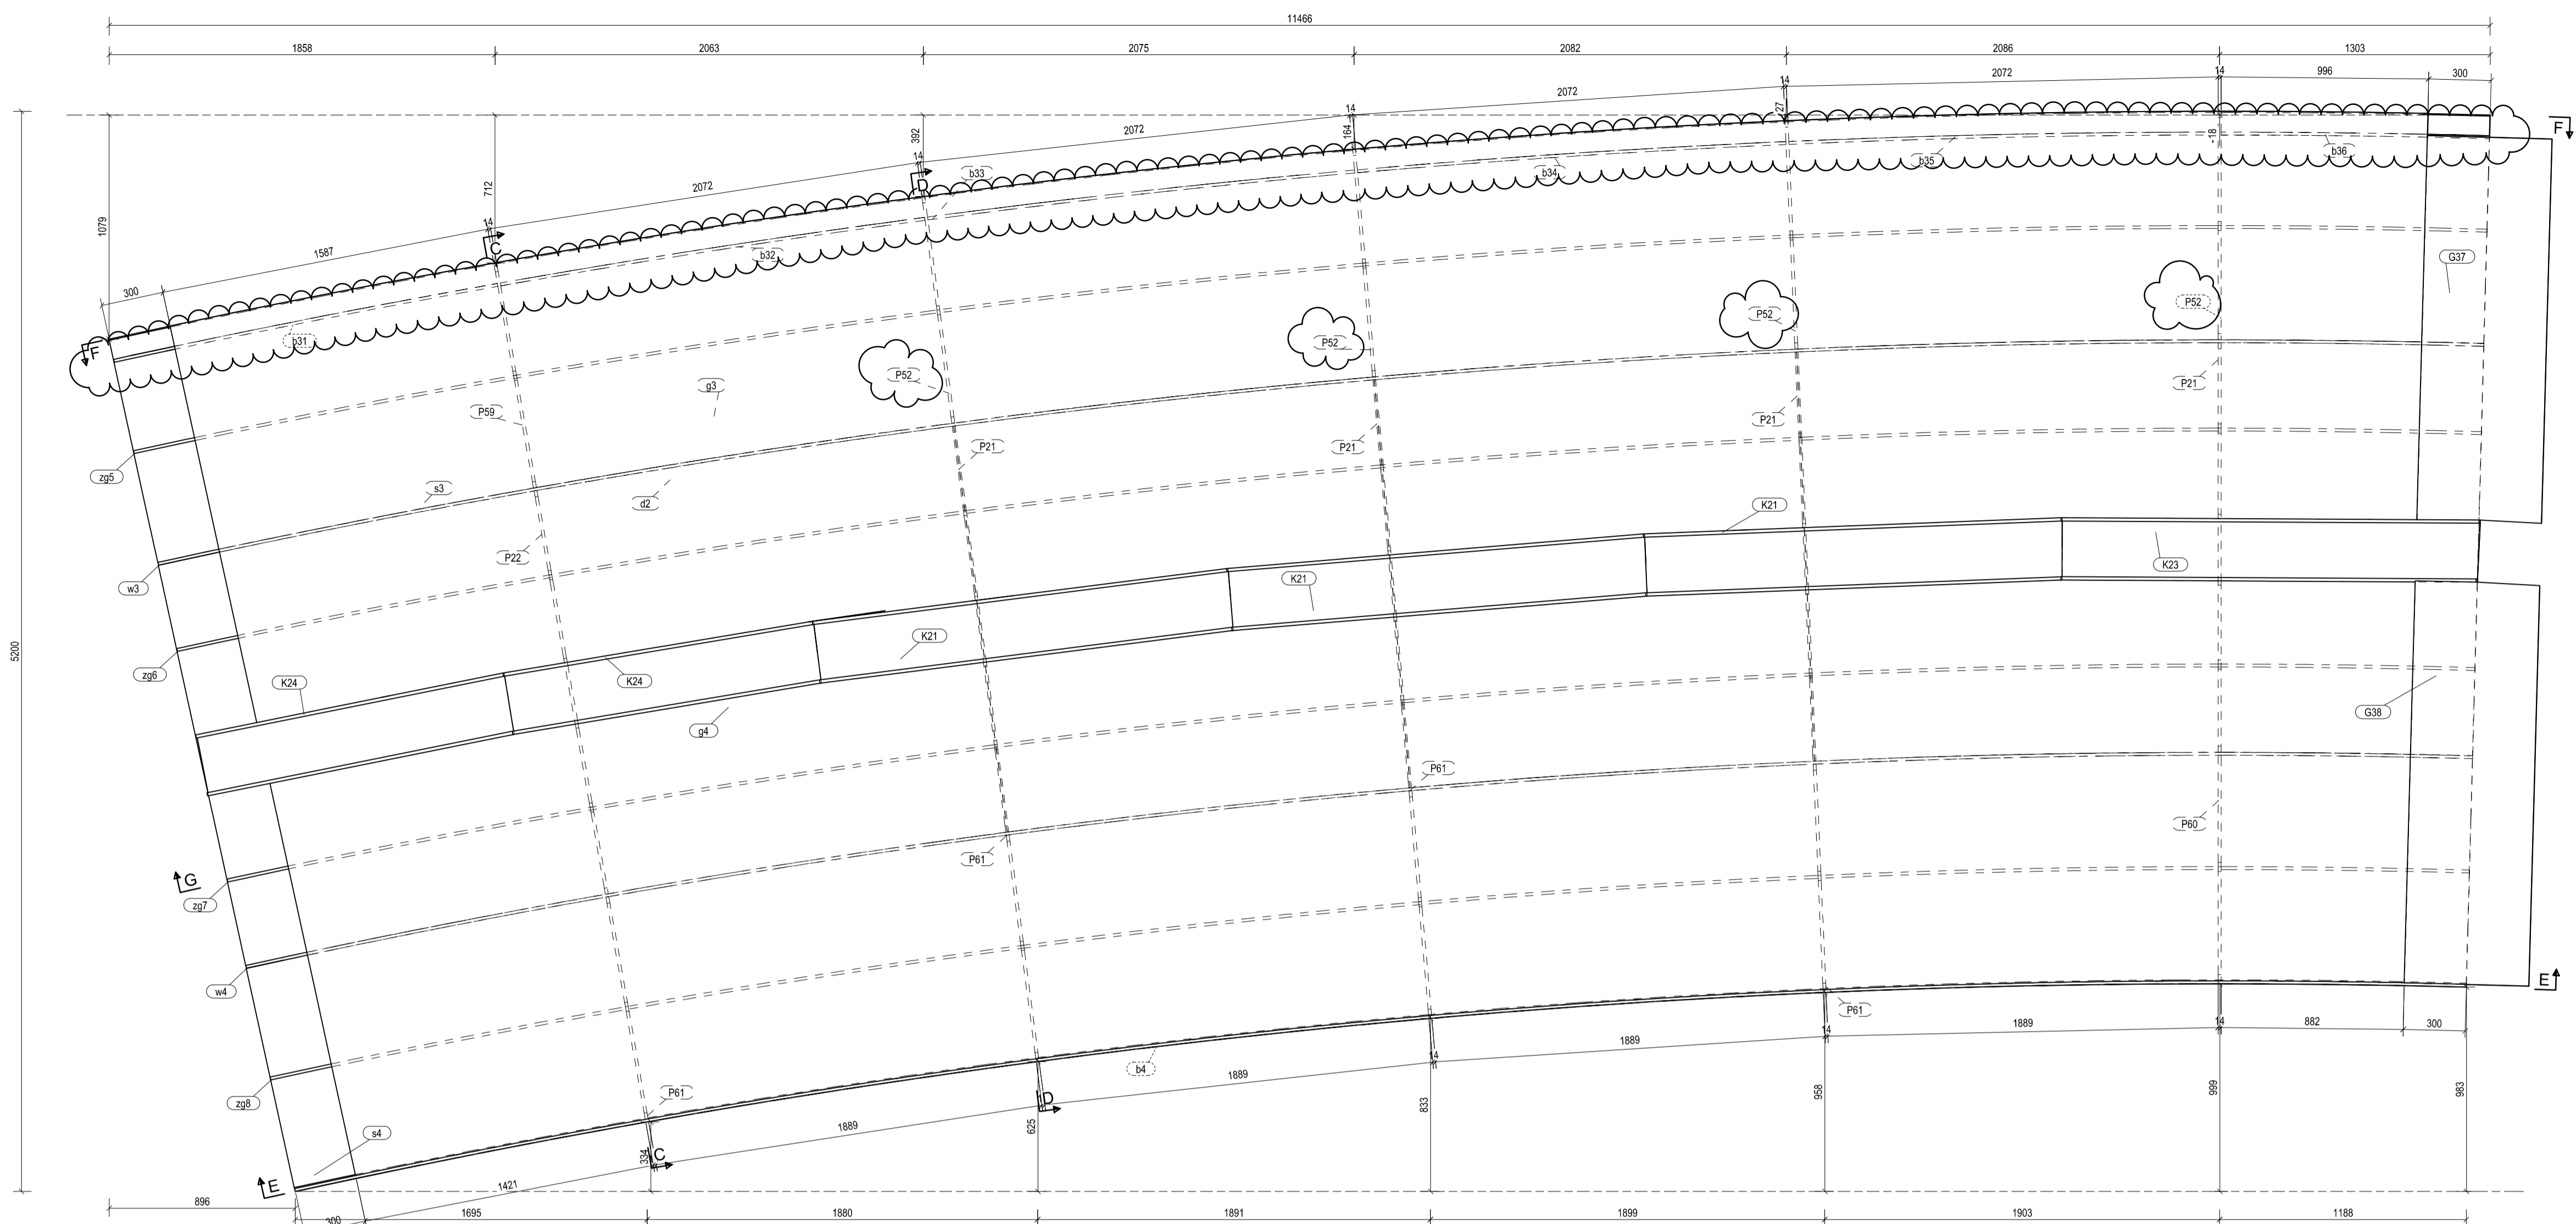 11466
1858 2063 2075 2082 2086 1303
14 996 300
2072
14
2072
14
2072
14
2072
14
1587
300
1079
712
392
164
27
-18
F
F
C
D
b31
b32
b33
b34
b35
b36
G37
P52
P52
P52
P52
g3
P59
P21
P21
P21
P21
s3
d2
zg5
P22
w3
K21
K21
K23
K21
zg6
K24
K24
g4
G38
5200
P61
P60
P61
G
zg7
w4
zg8
P61
b4
P61
s4
E
E
C
D
14
882
300
14
1889
14
1889
1889
1889
1421
300
334
625
833
958
999
983
896
1695 1880 1891 1899 1903 1188